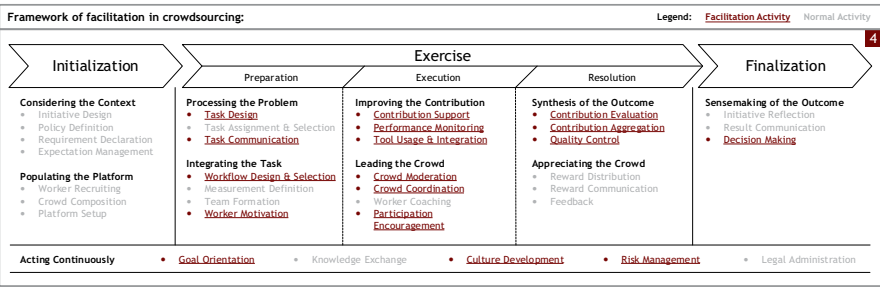 Framework of facilitation in crowdsourcing:
Legend: Facilitation Activity Normal Activity
4
Initialization
Exercise
Preparation
Execution
Resolution
Finalization
Considering the Context
• Initiative Design
• Policy Definition
• Requirement Declaration
• Expectation Management
Populating the Platform
• Worker Recruiting
• Crowd Composition
• Platform Setup
Processing the Problem
• Task Design
• Task Assignment & Selection
• Task Communication
Integrating the Task
• Workflow Design & Selection
• Measurement Definition
• Team Formation
• Worker Motivation
Improving the Contribution
• Contribution Support
• Performance Monitoring
• Tool Usage & Integration
Leading the Crowd
• Crowd Moderation
• Crowd Coordination
• Worker Coaching
• Participation
Encouragement
Synthesis of the Outcome
• Contribution Evaluation
• Contribution Aggregation
• Quality Control
Appreciating the Crowd
• Reward Distribution
• Reward Communication
• Feedback
Sensemaking of the Outcome
• Initiative Reflection
• Result Communication
• Decision Making
Acting Continuously • Goal Orientation • Knowledge Exchange • Culture Development • Risk Management • Legal Administration